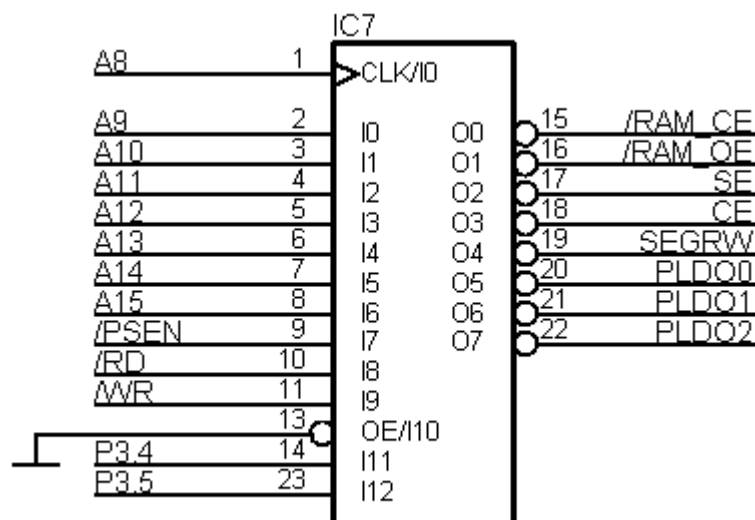 IC7
A8 1 CLK/I0
A9 2 I0 O0 15 /RAM_CE
A10 3 I1 O1 16 /RAM_OE
A11 4 I2 O2 17 SE
A12 5 I3 O3 18 CE
A13 6 I4 O4 19 SEGRW
A14 7 I5 O5 20 PLDO0
A15 8 I6 O6 21 PLDO1
/PSEN 9 I7 O7 22 PLDO2
/RD 10 I8
/WR 11 I9
13 OE/I10
P3.4 14 I11
P3.5 23 I12